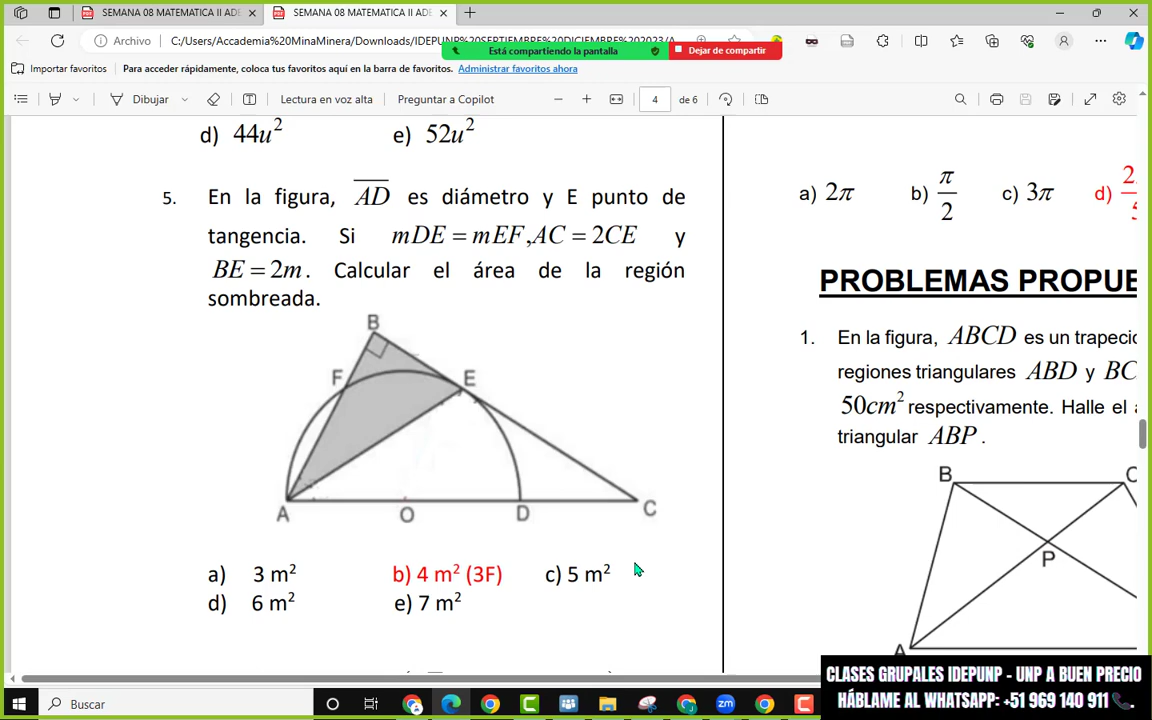 SEMANA 08 MATEMATICA II ADE
SEMANA 08 MATEMATICA II ADE
Archivo
C:/Users/Accademia%20MinaMinera/Downloads/IDEPUNP%20SEPTIEMBRE%20DICIEMBRE%202023/A
Está compartiendo la pantalla
Dejar de compartir
Importar favoritos
Para acceder rápidamente, coloca tus favoritos aquí en la barra de favoritos. Administrar favoritos ahora
Dibujar
Lectura en voz alta
Preguntar a Copilot
4 de 6
d) 44u²
e) 52u²
5. En la figura, A̅D̅ es diámetro y E punto de
tangencia. Si mDE = mEF, AC = 2CE y
BE = 2m. Calcular el área de la región
sombreada.
B
F
E
A
O
D
C
a) 3 m²
b) 4 m² (3F)
c) 5 m²
d) 6 m²
e) 7 m²
a) 2π
b) π/2
c) 3π
d)
PROBLEMAS PROPUE
1. En la figura, ABCD es un trapecio
regiones triangulares ABD y BC
50cm² respectivamente. Halle el a
triangular ABP.
B
C
P
A
CLASES GRUPALES IDEPUNP - UNP A BUEN PRECIO
HÁBLAME AL WHATSAPP: +51 969 140 911
Buscar